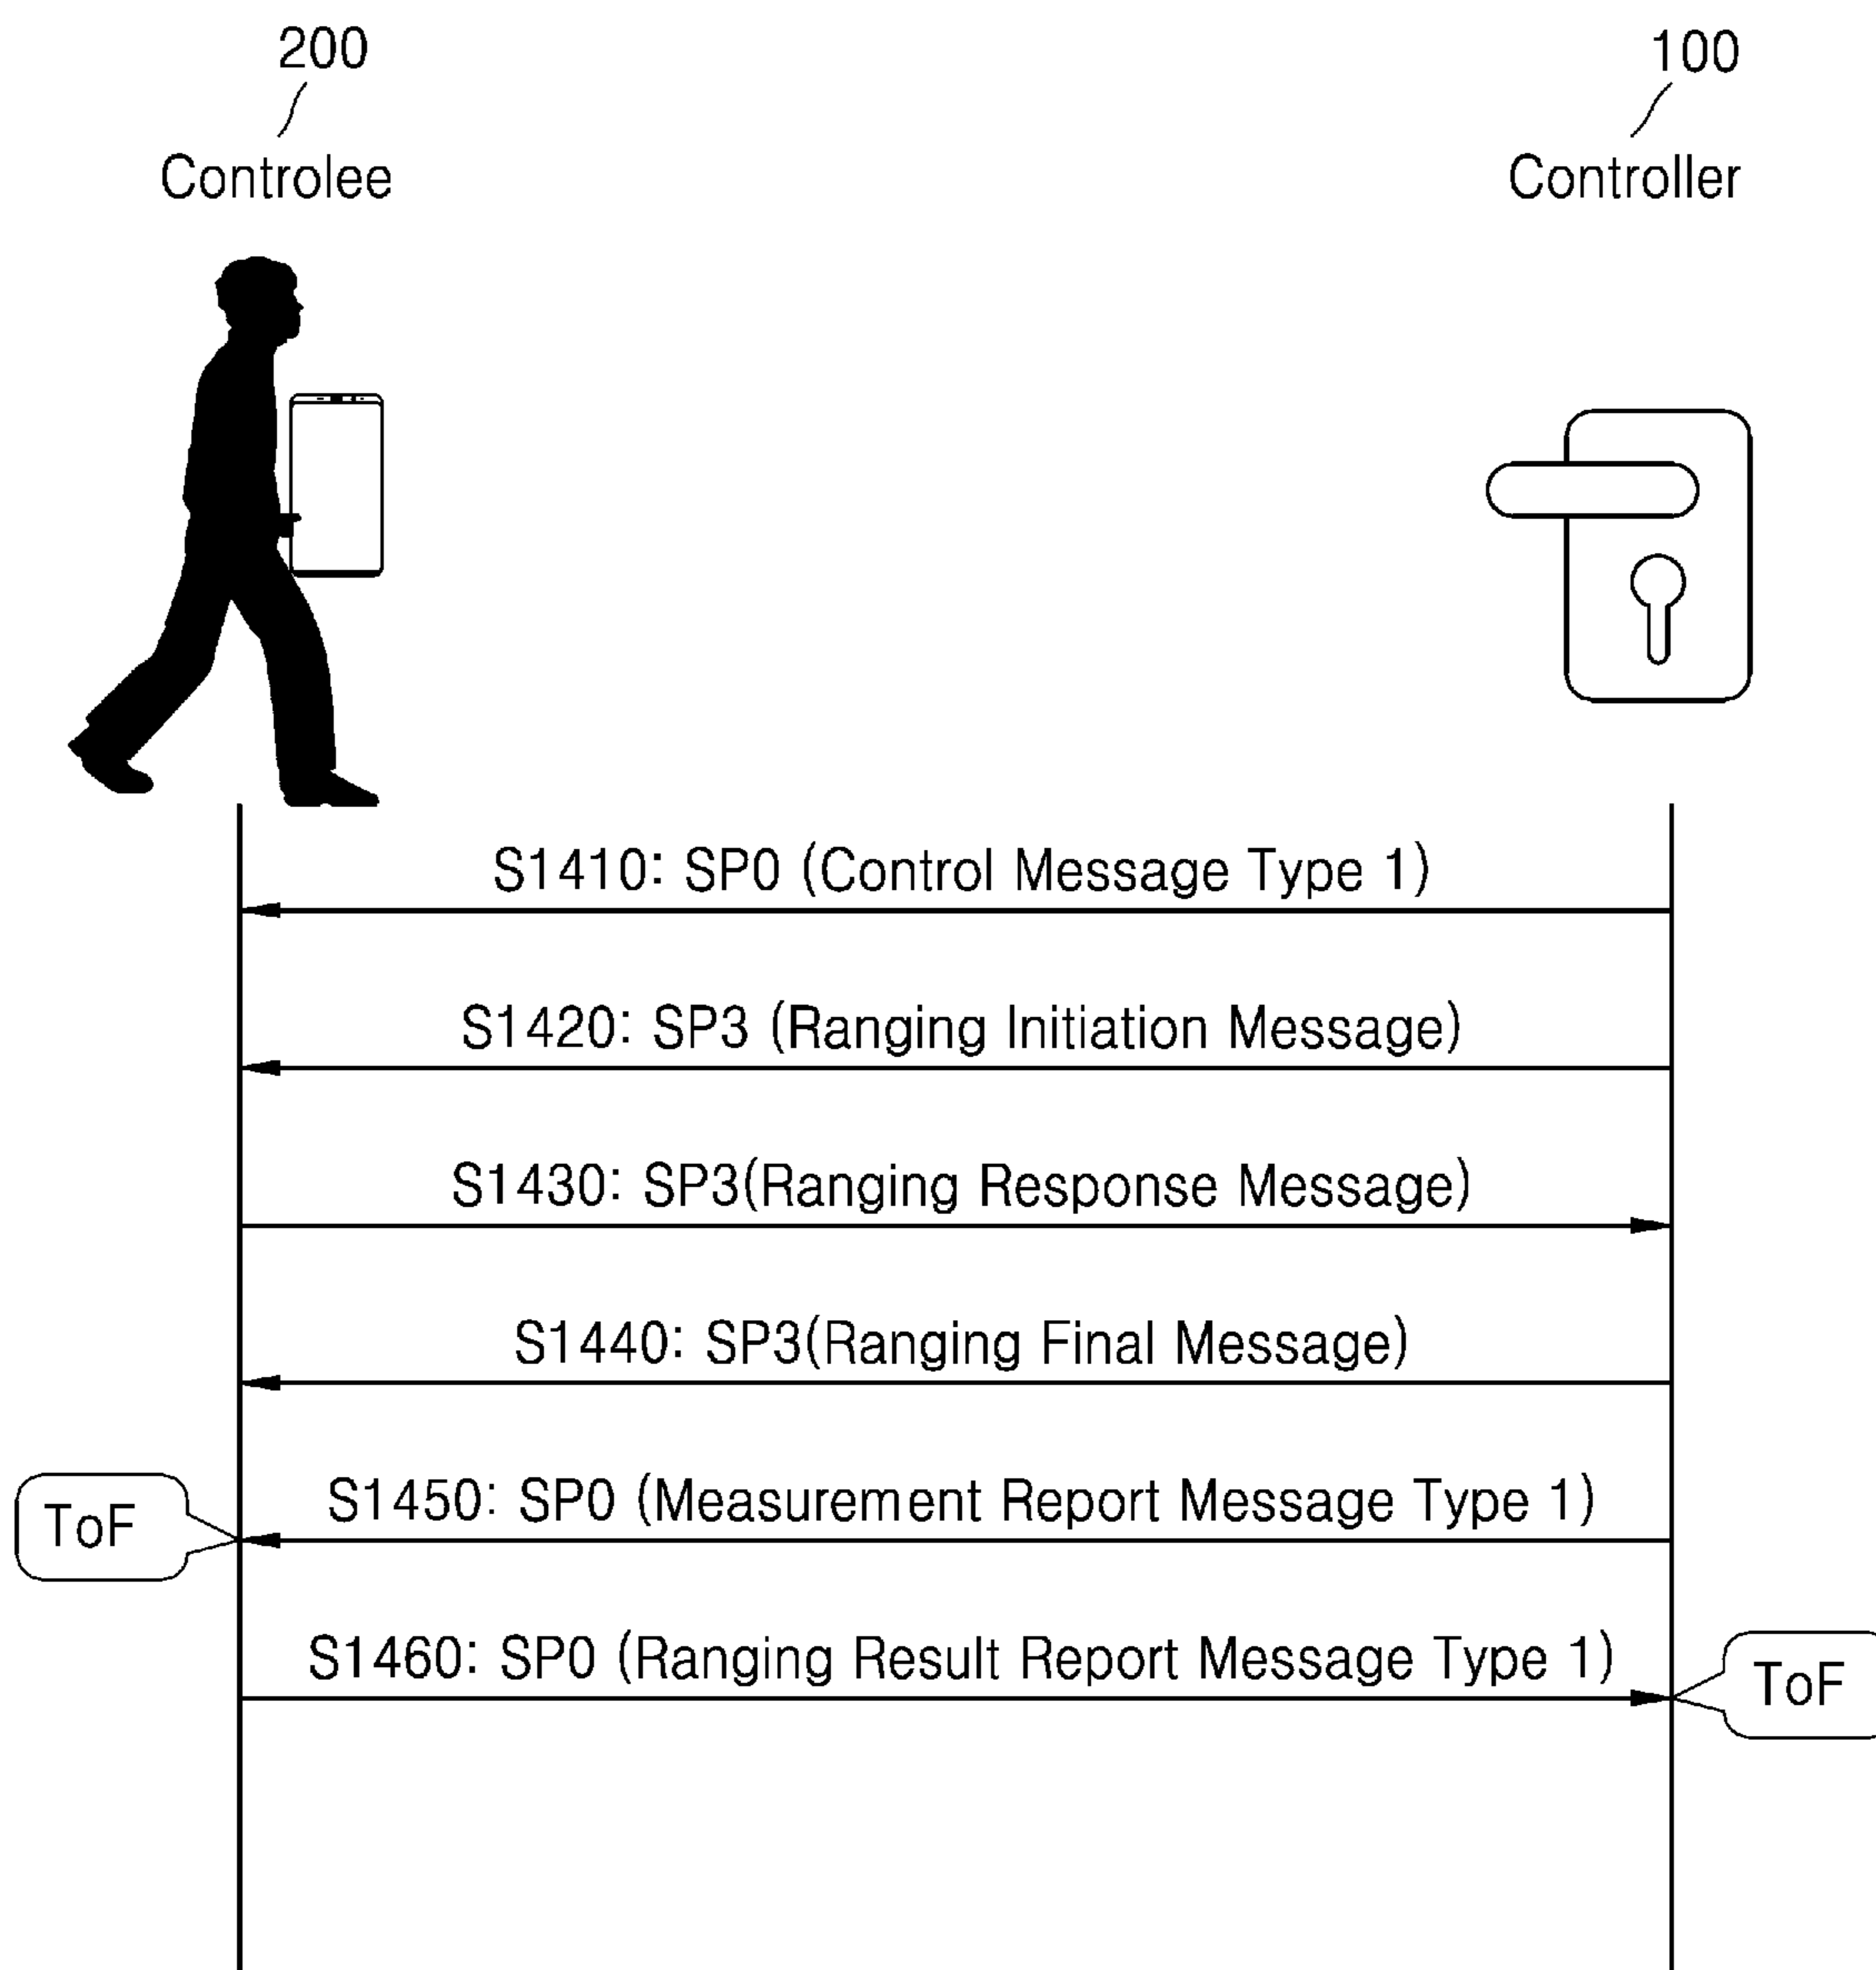 200
100
Controlee
Controller
S1410: SP0 (Control Message Type 1)
S1420: SP3 (Ranging Initiation Message)
S1430: SP3(Ranging Response Message)
S1440: SP3(Ranging Final Message)
S1450: SP0 (Measurement Report Message Type 1)
ToF
S1460: SP0 (Ranging Result Report Message Type 1)
ToF